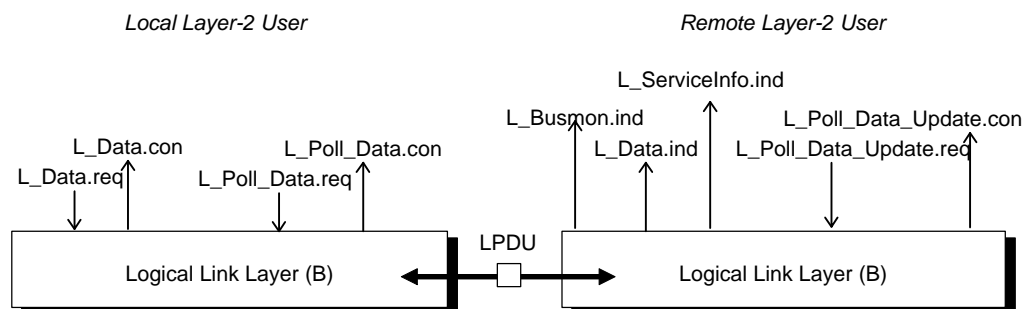 Local Layer-2 User
Remote Layer-2 User
L_ServiceInfo.ind
L_Busmon.ind
L_Poll_Data_Update.con
L_Data.con
L_Poll_Data.con
L_Data.ind
L_Poll_Data_Update.req
L_Data.req
L_Poll_Data.req
LPDU
Logical Link Layer (B)
Logical Link Layer (B)